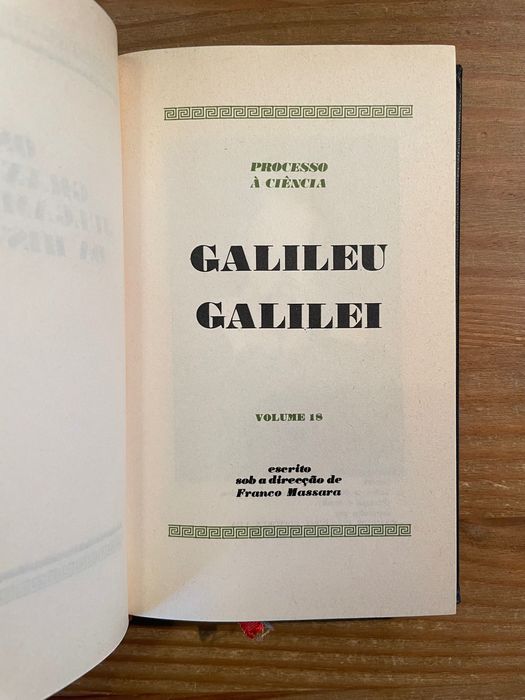 PROCESSO
À CIÊNCIA
GALILEU
GALILEI
VOLUME 18
escrito
sob a direcção de
Franco Massara